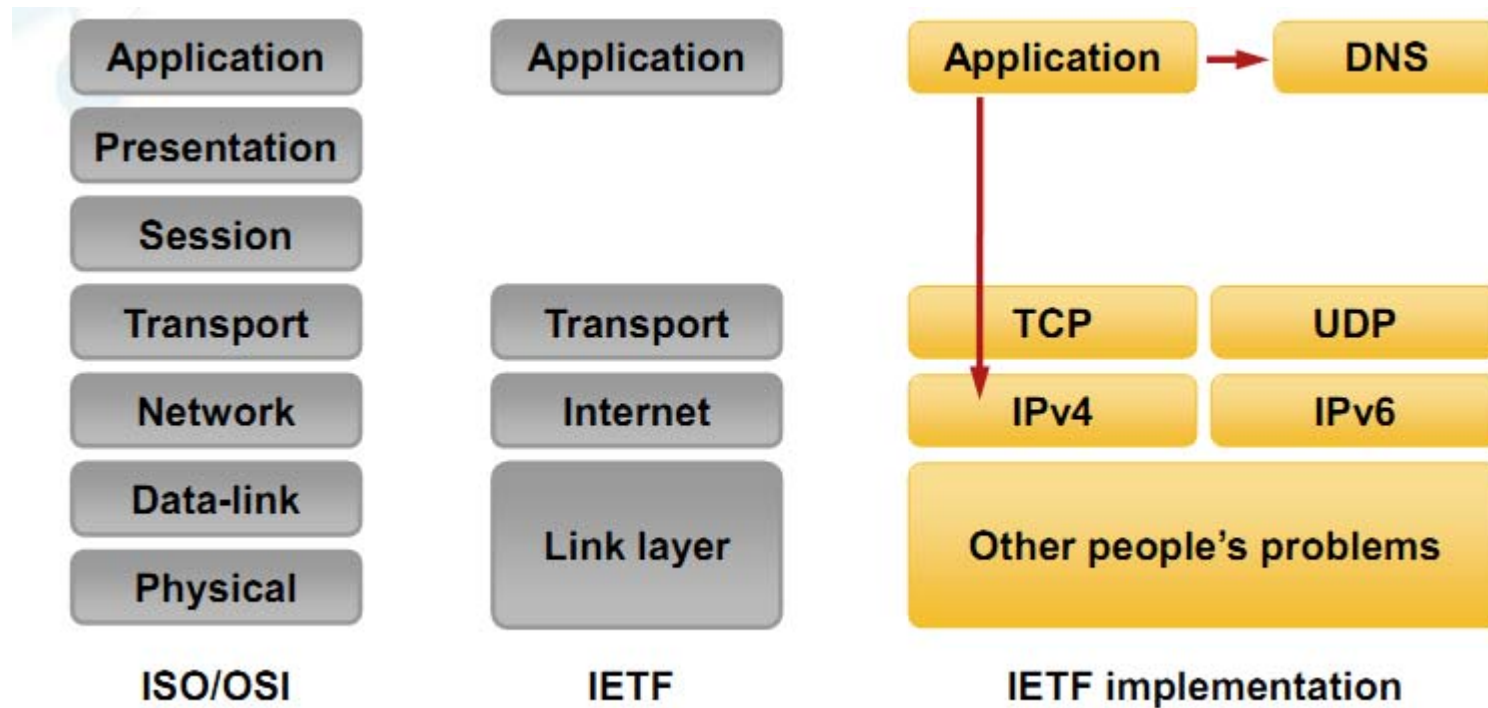 Application
Presentation
Session
Transport
Network
Data-link
Physical
ISO/OSI
Application
Transport
Internet
Link layer
IETF
Application
DNS
TCP
UDP
IPv4
IPv6
Other people's problems
IETF implementation